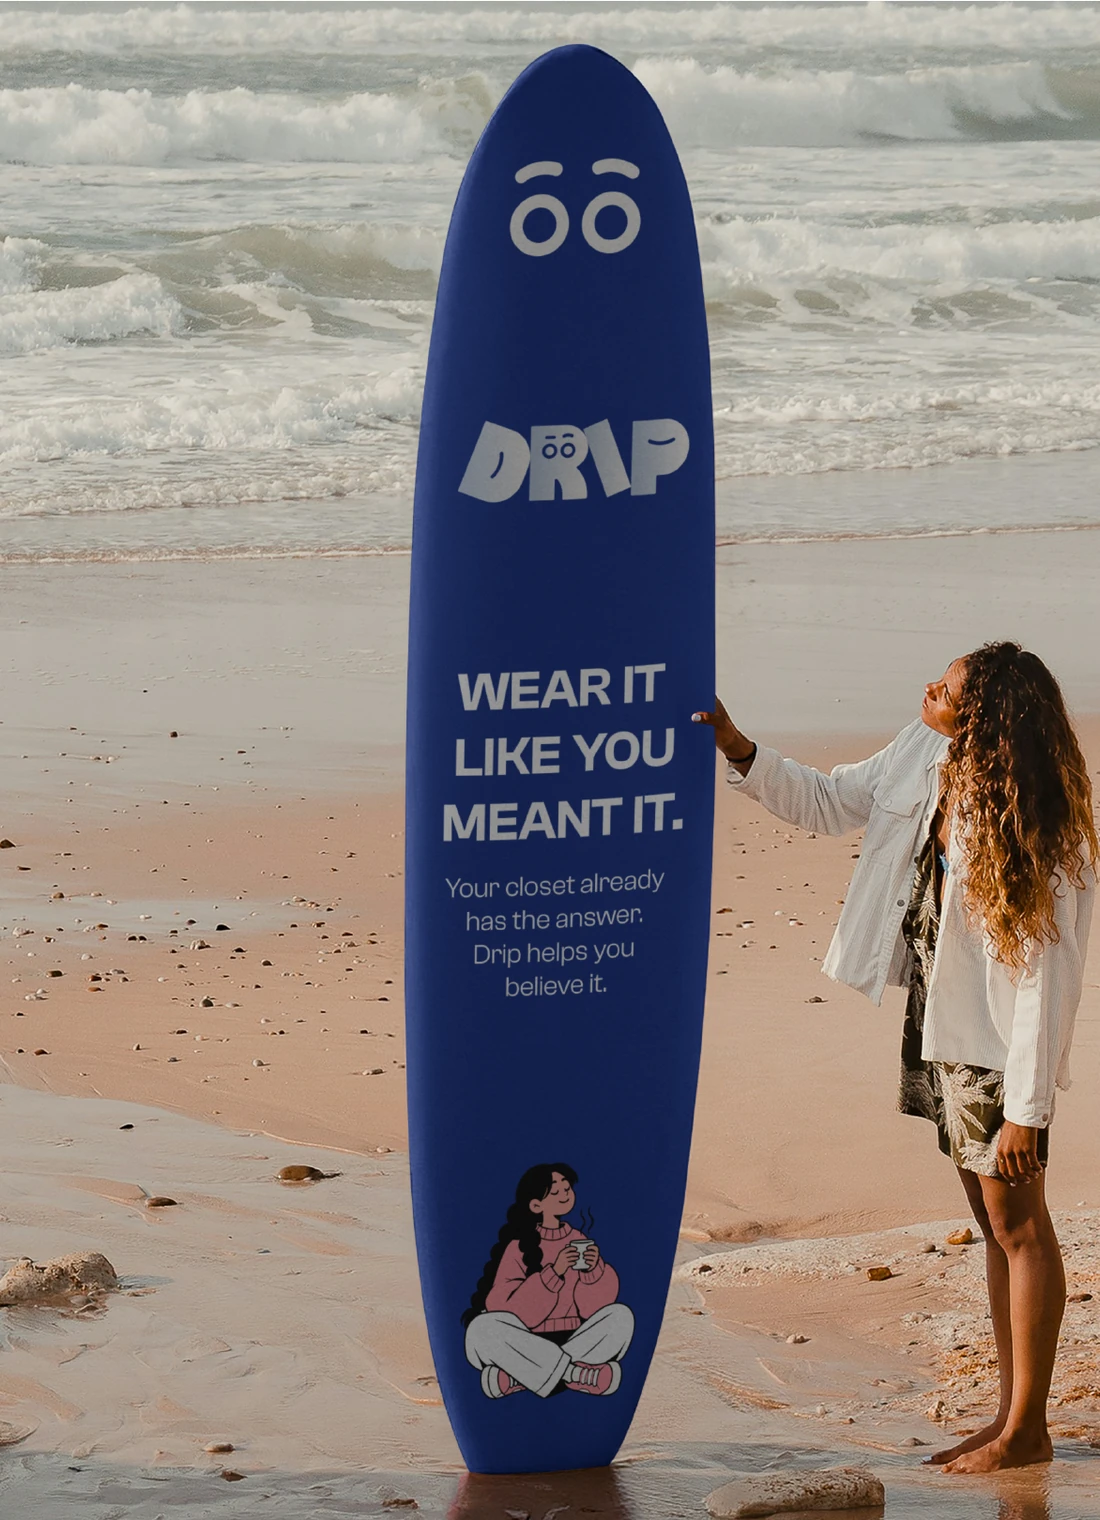 DRIP
WEAR IT
LIKE YOU
MEANT IT.
Your closet already
has the answer.
Drip helps you
believe it.